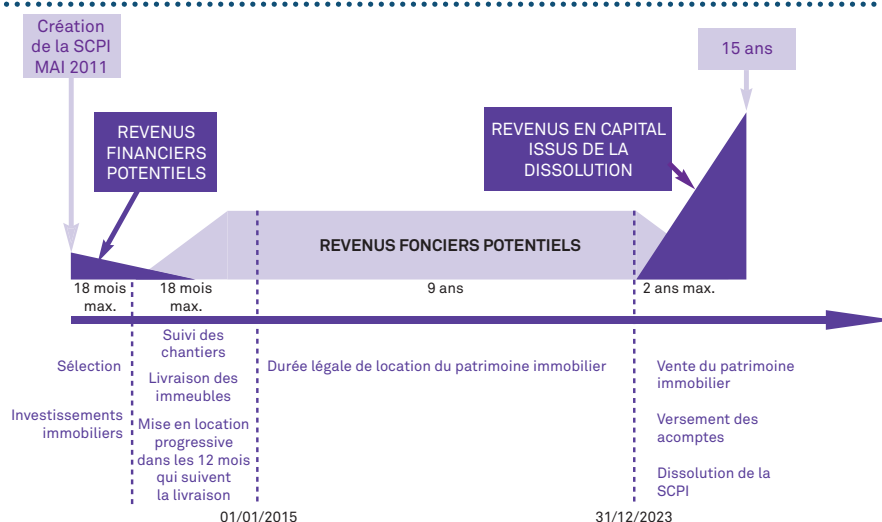 Création
de la SCPI
MAI 2011
15 ans
REVENUS
FINANCIERS
POTENTIELS
REVENUS EN CAPITAL
ISSUS DE LA
DISSOLUTION
REVENUS FONCIERS POTENTIELS
18 mois
max.
18 mois
max.
9 ans
2 ans max.
Sélection
Investissements
immobiliers
Suivi des
chantiers
Livraison des
immeubles
Mise en location
progressive
dans les 12 mois
qui suivent
la livraison
Durée légale de location du patrimoine immobilier
Vente du patrimoine
immobilier
Versement des
acomptes
Dissolution de la
SCPI
01/01/2015
31/12/2023